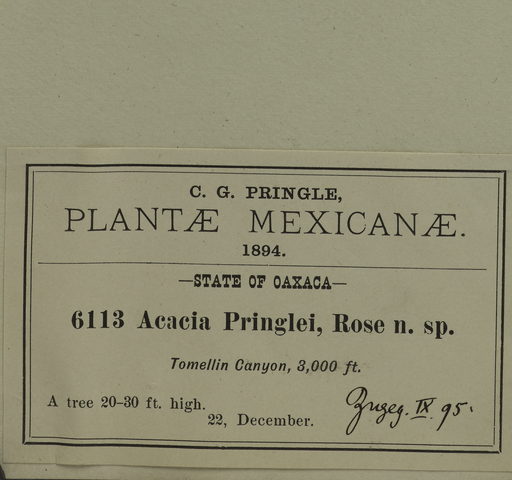 C. G. PRINGLE,
PLANTÆ MEXICANÆ.
1894.
—STATE OF OAXACA—
6113 Acacia Pringlei, Rose n. sp.
Tomellin Canyon, 3,000 ft.
A tree 20-30 ft. high.
22, December.
Zugeg. IX. 95.